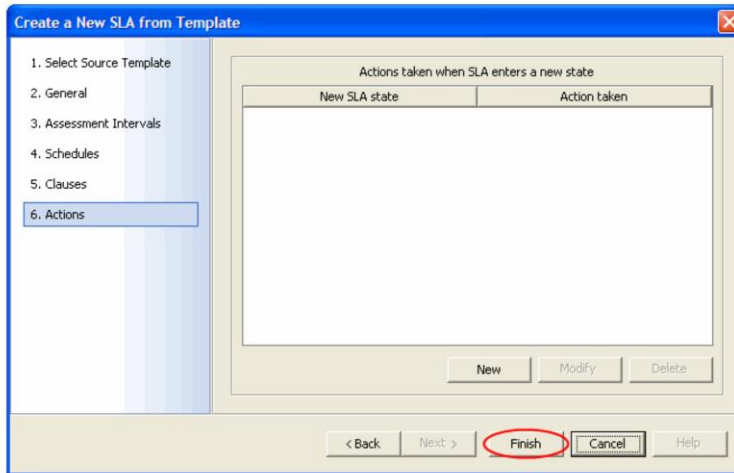 Create a New SLA from Template
1. Select Source Template
2. General
3. Assessment Intervals
4. Schedules
5. Clauses
6. Actions
Actions taken when SLA enters a new state
New SLA state Action taken
New Modify Delete
< Back Next > Finish Cancel Help